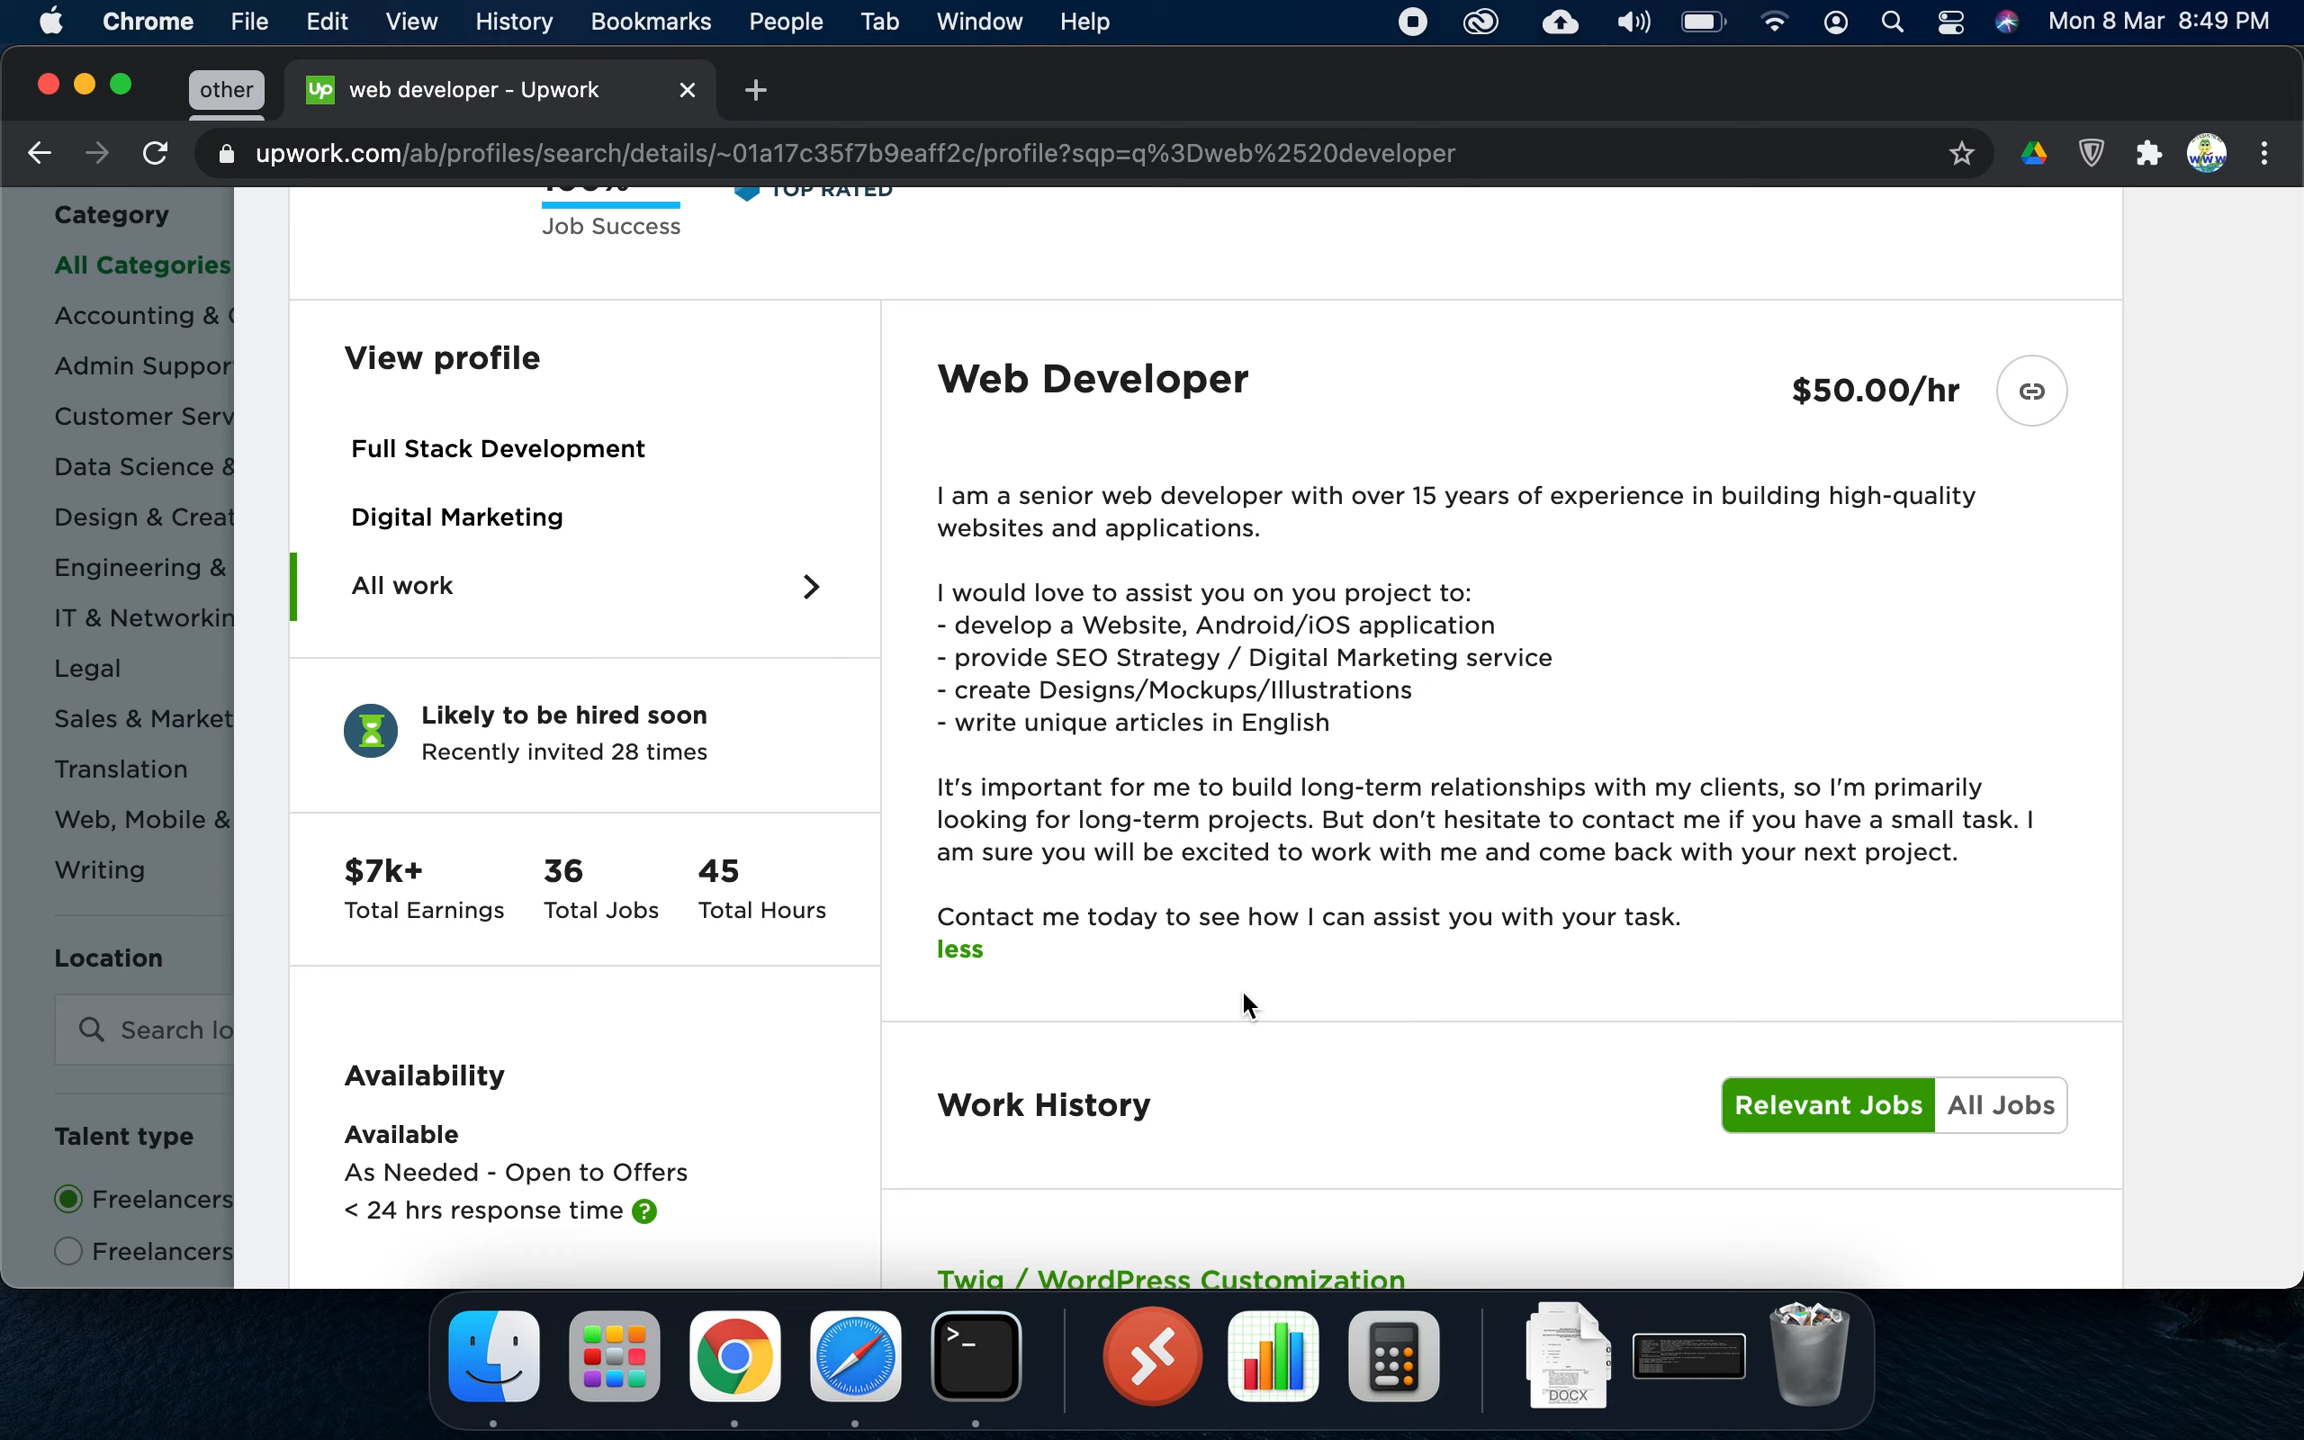 Chrome File Edit View History Bookmarks People Tab Window Help Mon 8 Mar 8:49 PM
other Up web developer - Upwork
upwork.com/ab/profiles/search/details/~01a17c35f7b9eaff2c/profile?sqp=q%3Dweb%2520developer
Category
All Categories
Accounting &
Admin Suppor
Customer Serv
Data Science &
Design & Creat
Engineering &
IT & Networkin
Legal
Sales & Market
Translation
Web, Mobile &
Writing
Location
Search lo
Talent type
Freelancers
Freelancers
100% TOP RATED
Job Success
View profile
Full Stack Development
Digital Marketing
All work
Likely to be hired soon
Recently invited 28 times
$7k+ 36 45
Total Earnings Total Jobs Total Hours
Availability
Available
As Needed - Open to Offers
< 24 hrs response time ?
Web Developer $50.00/hr
I am a senior web developer with over 15 years of experience in building high-quality
websites and applications.
I would love to assist you on you project to:
- develop a Website, Android/iOS application
- provide SEO Strategy / Digital Marketing service
- create Designs/Mockups/Illustrations
- write unique articles in English
It's important for me to build long-term relationships with my clients, so I'm primarily
looking for long-term projects. But don't hesitate to contact me if you have a small task. I
am sure you will be excited to work with me and come back with your next project.
Contact me today to see how I can assist you with your task.
less
Work History Relevant Jobs All Jobs
Twig / WordPress Customization
>_
DOCX